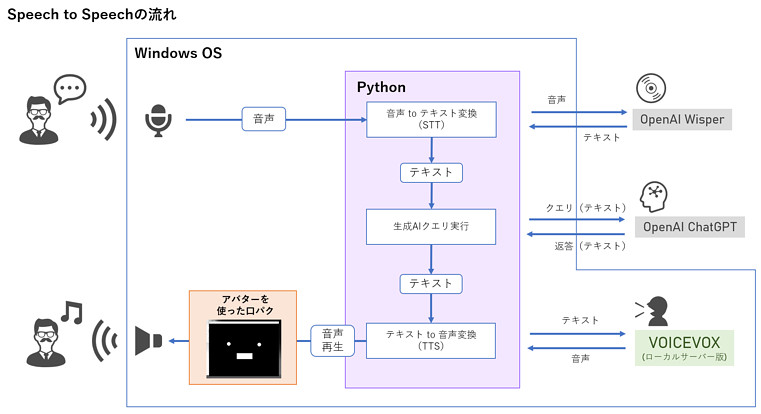 Speech to Speechの流れ
Windows OS
Python
音声
音声 to テキスト変換
(STT)
音声
テキスト
OpenAI Wisper
テキスト
生成AIクエリ実行
クエリ（テキスト）
返答（テキスト）
OpenAI ChatGPT
テキスト
アバターを
使った口パク
音声
再生
テキスト to 音声変換
(TTS)
テキスト
音声
VOICEVOX
(ローカルサーバー版)